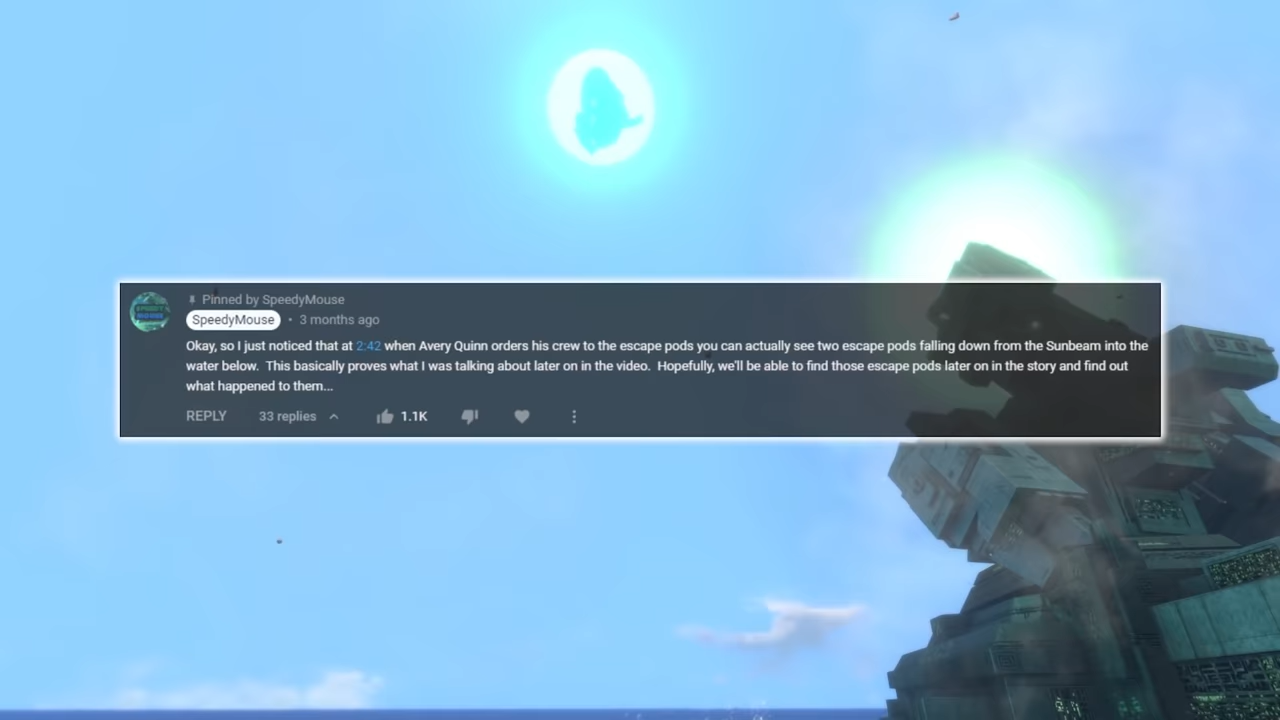 Pinned by SpeedyMouse
SpeedyMouse • 3 months ago
Okay, so I just noticed that at 2:42 when Avery Quinn orders his crew to the escape pods you can actually see two escape pods falling down from the Sunbeam into the
water below.  This basically proves what I was talking about later on in the video.  Hopefully, we'll be able to find those escape pods later on in the story and find out
what happened to them...
REPLY 33 replies 1.1K